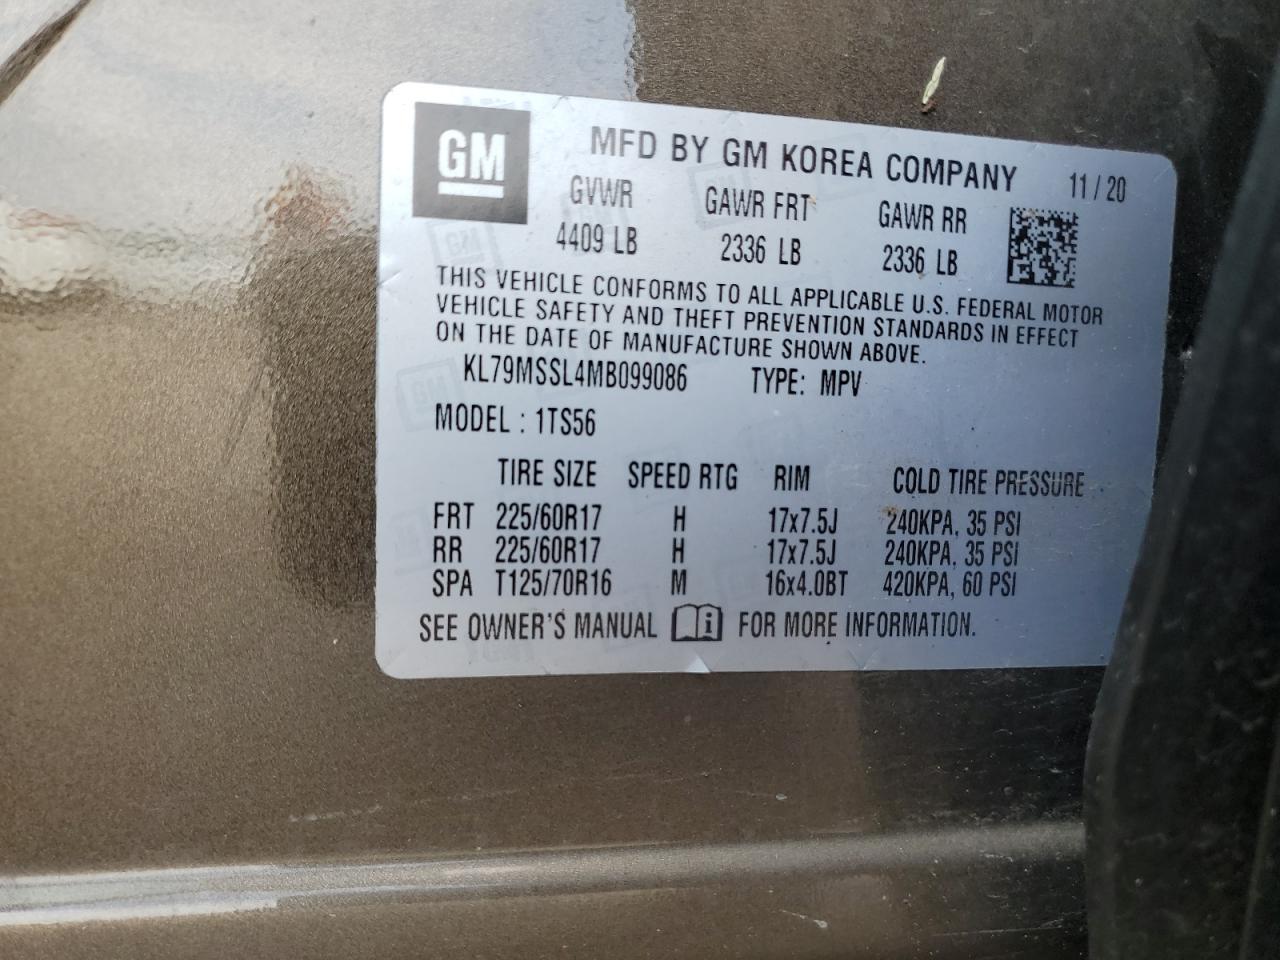 GM MFD BY GM KOREA COMPANY 11/20
GVWR GAWR FRT GAWR RR
4409 LB 2336 LB 2336 LB
THIS VEHICLE CONFORMS TO ALL APPLICABLE U.S. FEDERAL MOTOR
VEHICLE SAFETY AND THEFT PREVENTION STANDARDS IN EFFECT
ON THE DATE OF MANUFACTURE SHOWN ABOVE.
KL79MSSL4MB099086 TYPE: MPV
MODEL : 1TS56
TIRE SIZE SPEED RTG RIM COLD TIRE PRESSURE
FRT 225/60R17 H 17x7.5J 240KPA, 35 PSI
RR 225/60R17 H 17x7.5J 240KPA, 35 PSI
SPA T125/70R16 M 16x4.0BT 420KPA, 60 PSI
SEE OWNER'S MANUAL i FOR MORE INFORMATION.